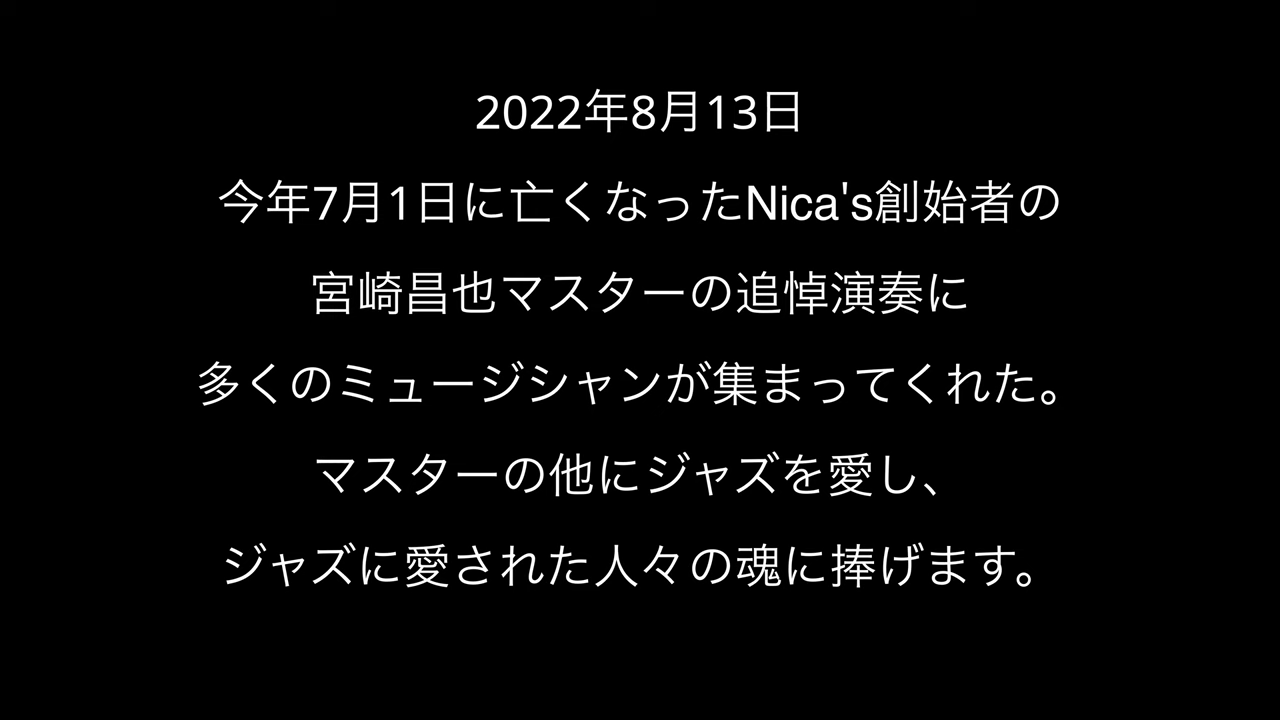 2022年8月13日
今年7月1日に亡くなったNica's創始者の
宮崎昌也マスターの追悼演奏に
多くのミュージシャンが集まってくれた。
マスターの他にジャズを愛し、
ジャズに愛された人々の魂に捧げます。